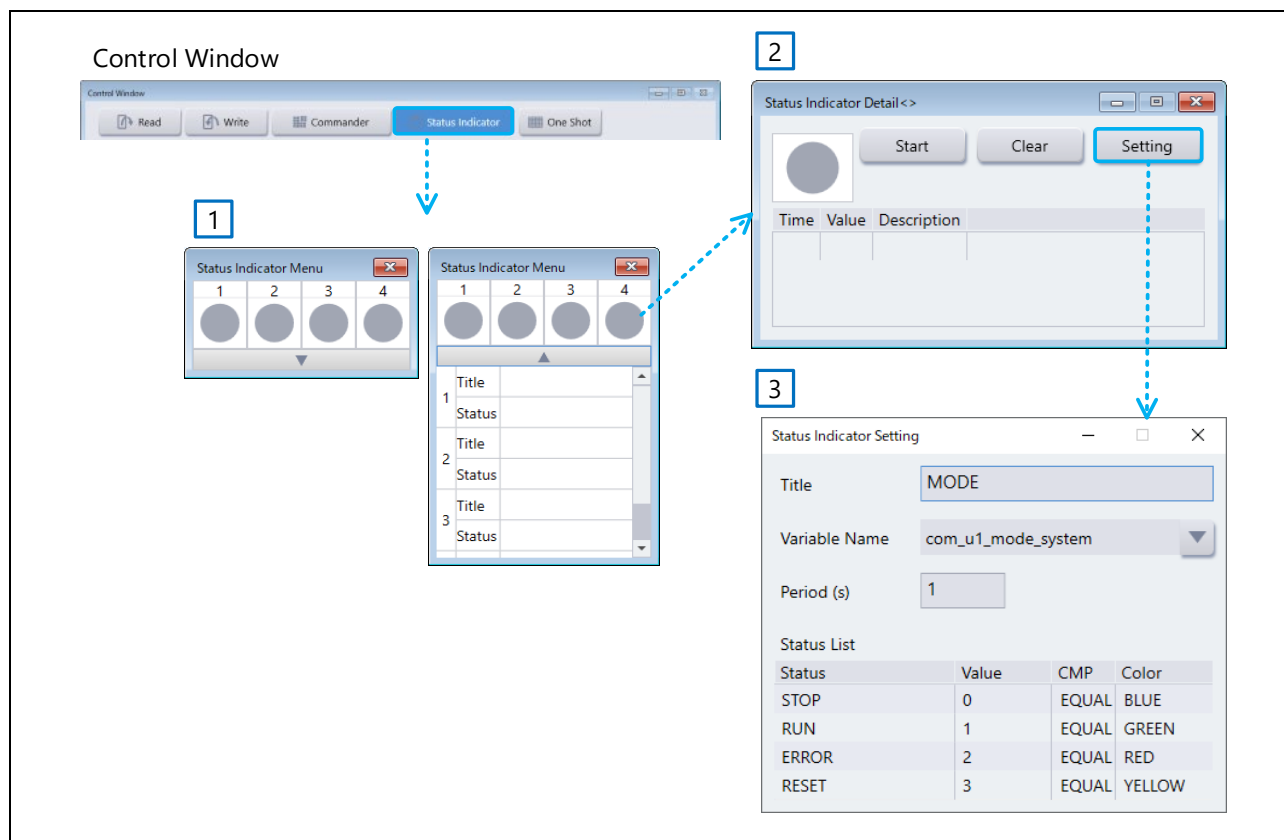 Control Window
Control Window
Read Write Commander Status Indicator One Shot
1
Status Indicator Menu
1 2 3 4
Status Indicator Menu
1 2 3 4
1 Title
Status
2 Title
Status
3 Title
Status
2
Status Indicator Detail<>
Start Clear Setting
Time Value Description
3
Status Indicator Setting
Title MODE
Variable Name com_u1_mode_system
Period (s) 1
Status List
Status Value CMP Color
STOP 0 EQUAL BLUE
RUN 1 EQUAL GREEN
ERROR 2 EQUAL RED
RESET 3 EQUAL YELLOW